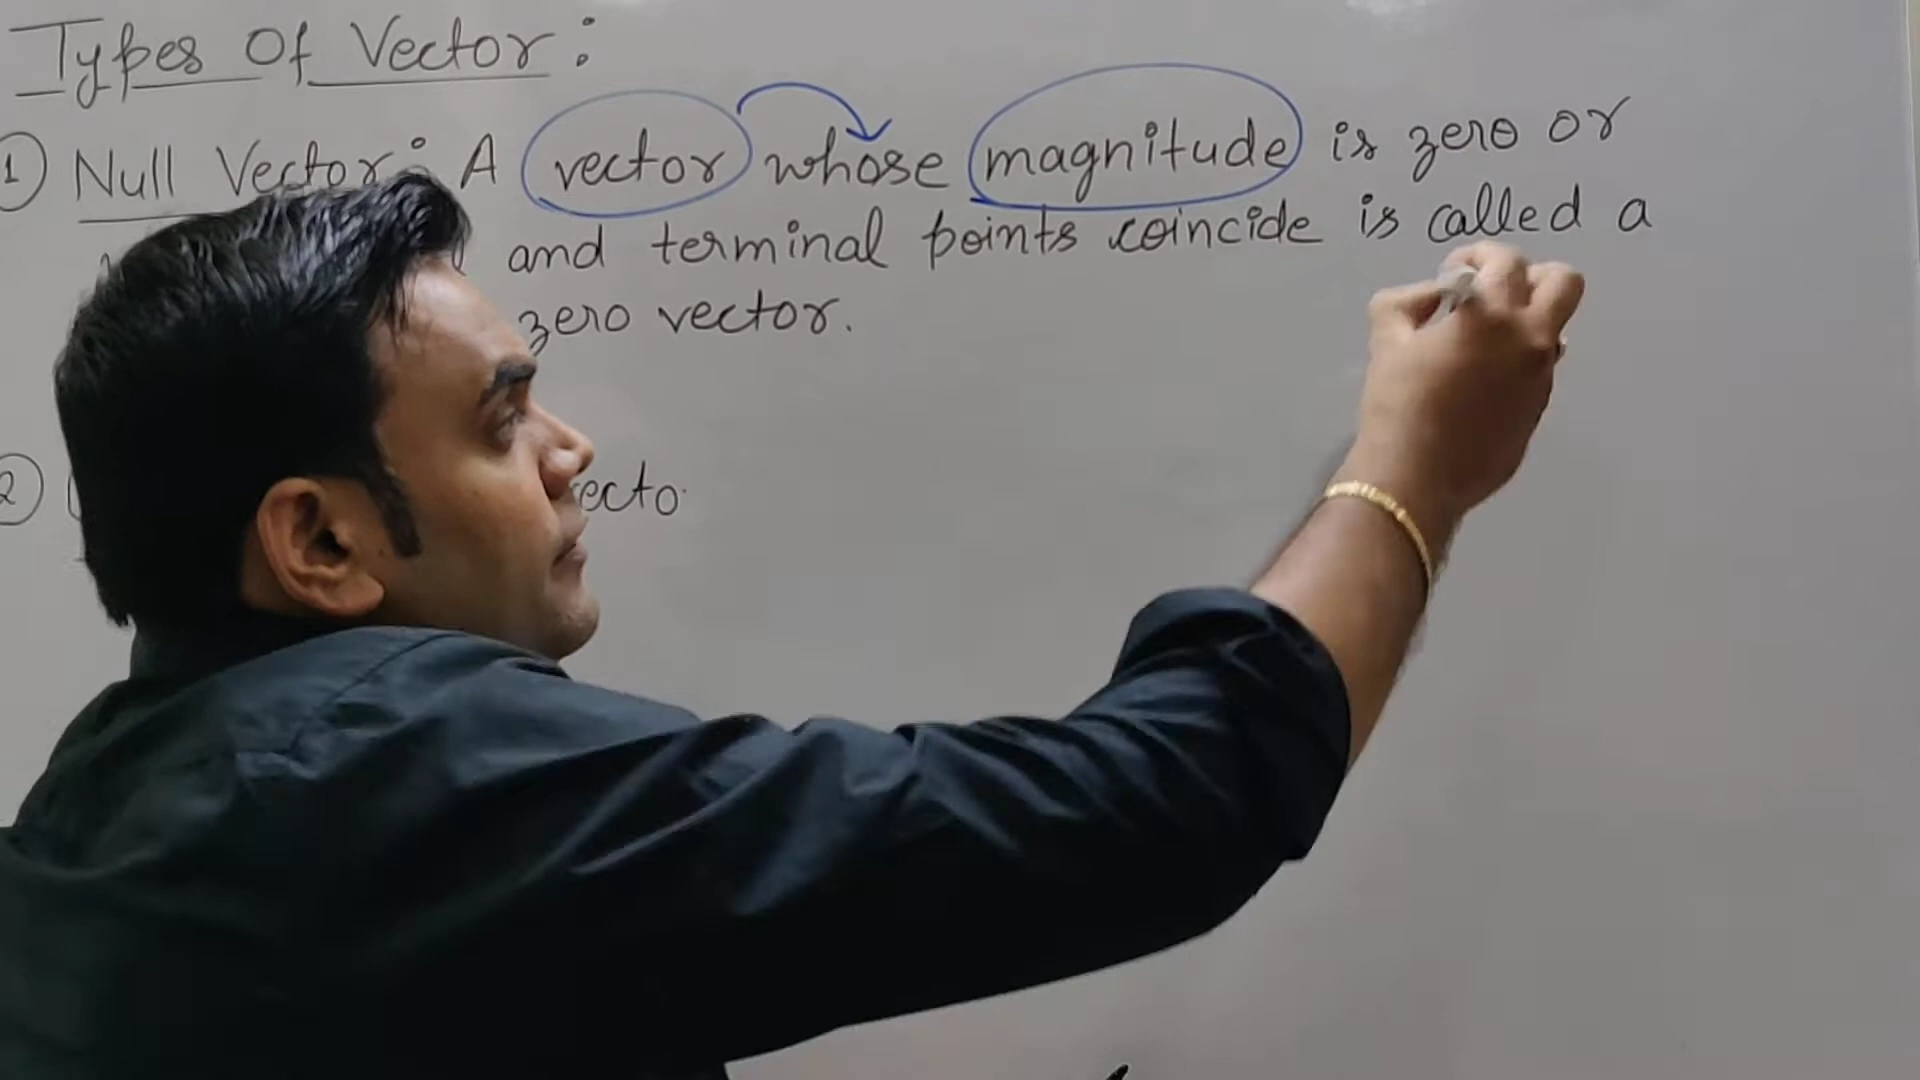 Types Of Vector :
① Null Vector : A vector whose magnitude is zero or
and terminal points coincide is called a
zero vector.
② ecto